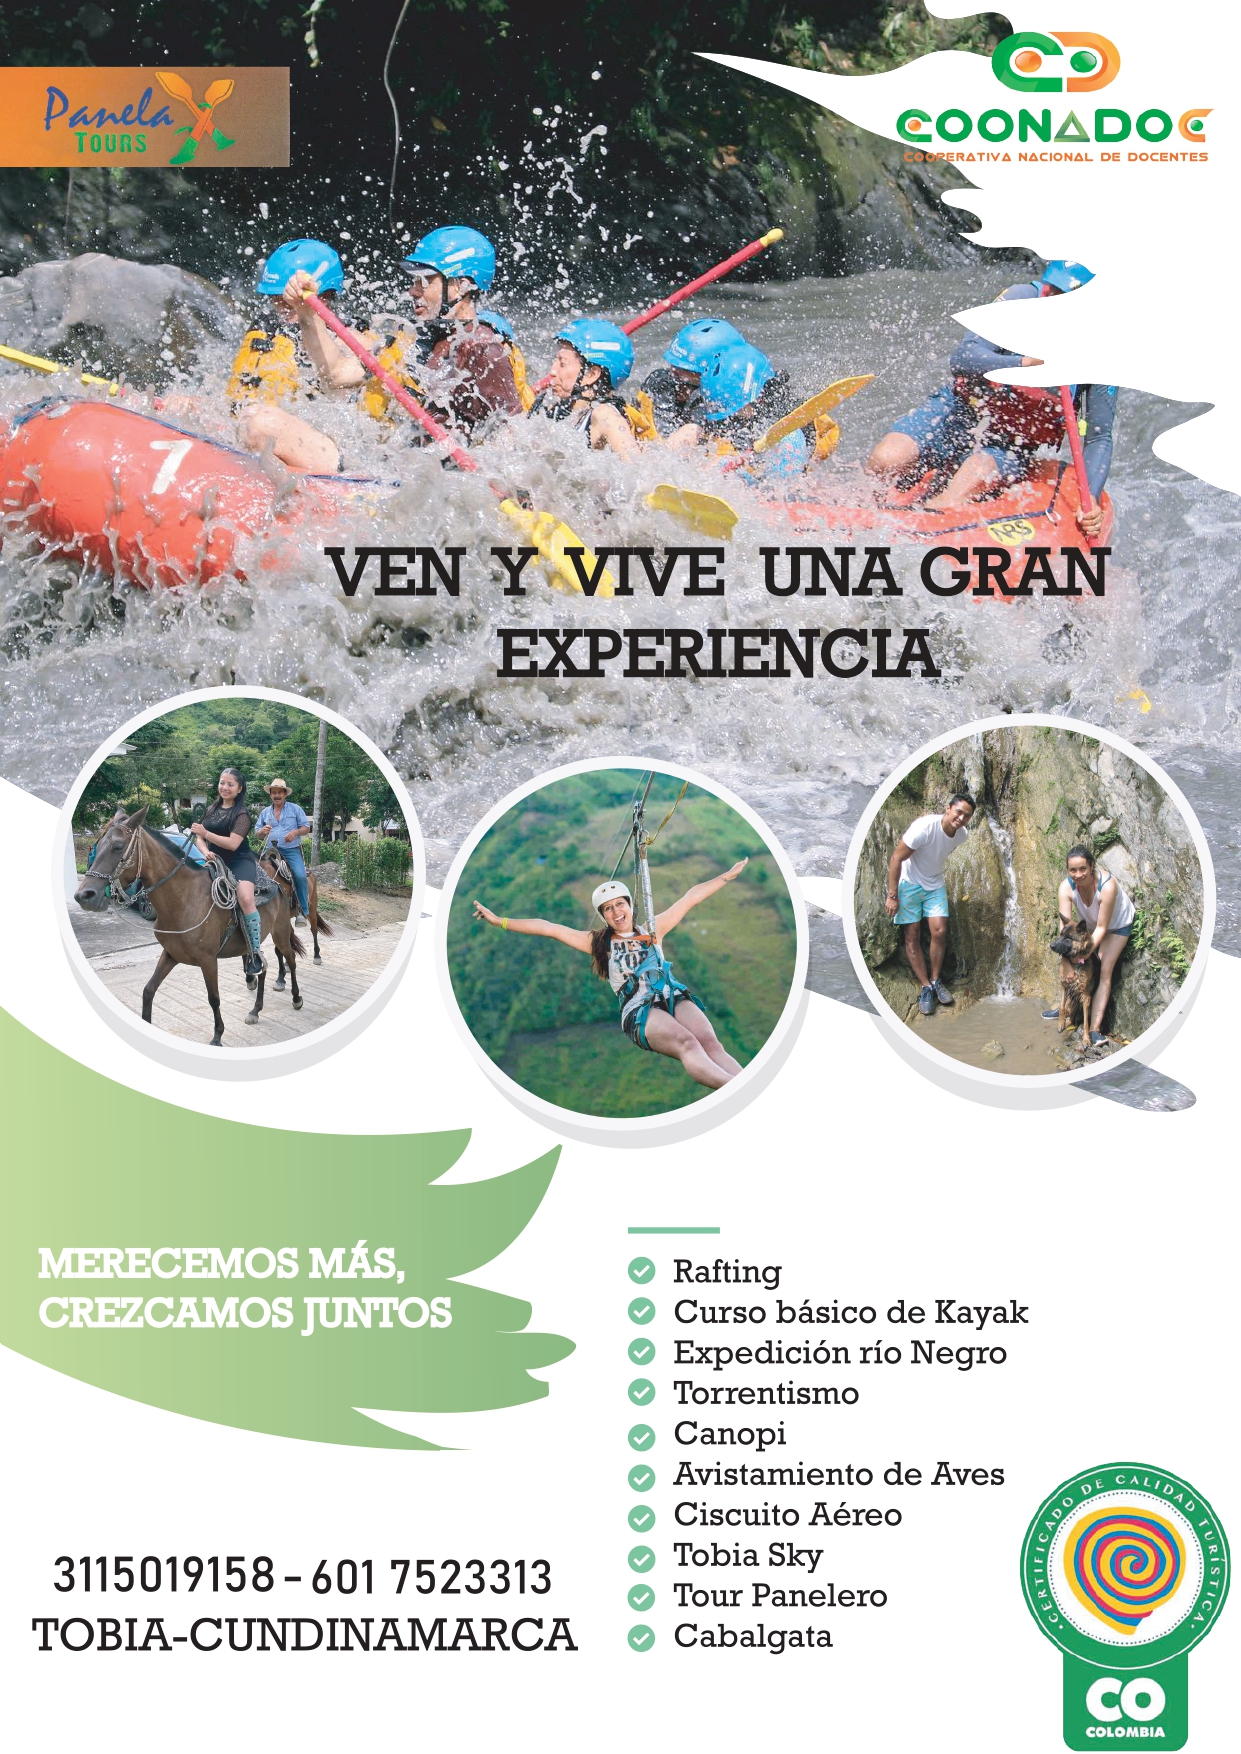 Panela
TOURS
COONADOC
COOPERATIVA NACIONAL DE DOCENTES
1
NRS
VEN Y VIVE UNA GRAN
EXPERIENCIA
MERECEMOS MÁS,
CREZCAMOS JUNTOS
Rafting
Curso básico de Kayak
Expedición río Negro
Torrentismo
Canopi
Avistamiento de Aves
Ciscuito Aéreo
Tobia Sky
Tour Panelero
Cabalgata
3115019158 - 601 7523313
TOBIA-CUNDINAMARCA
CERTIFICADO DE CALIDAD TURÍSTICA
CO
COLOMBIA